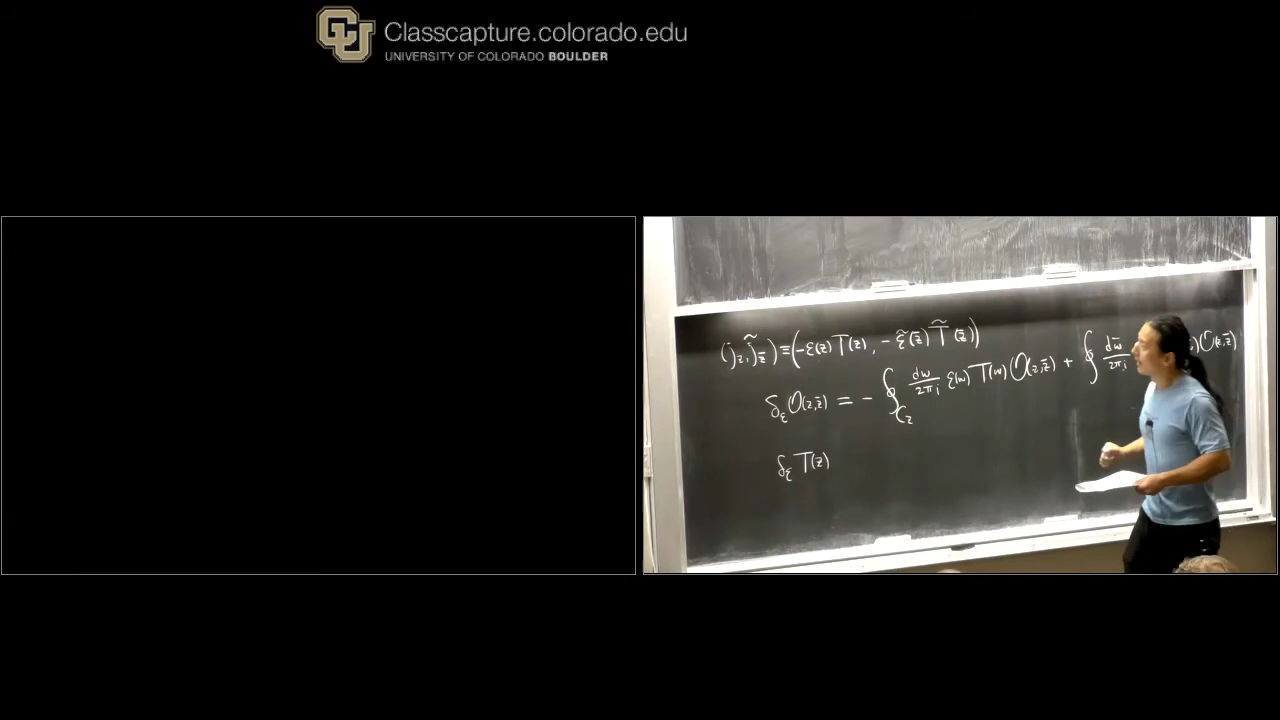 Classcapture.colorado.edu
UNIVERSITY OF COLORADO BOULDER
(j_z, j̃_z̄) ≡ (-ε(z)T(z), -ε̃(z̄)T̃(z̄))
δ_ε O(z,z̄) = - ∮_{C_z} dw/2πi ε(w)T(w)O(z,z̄) + ∮ dw̄/2πi )O(z,z̄)
δ_ε T(z)